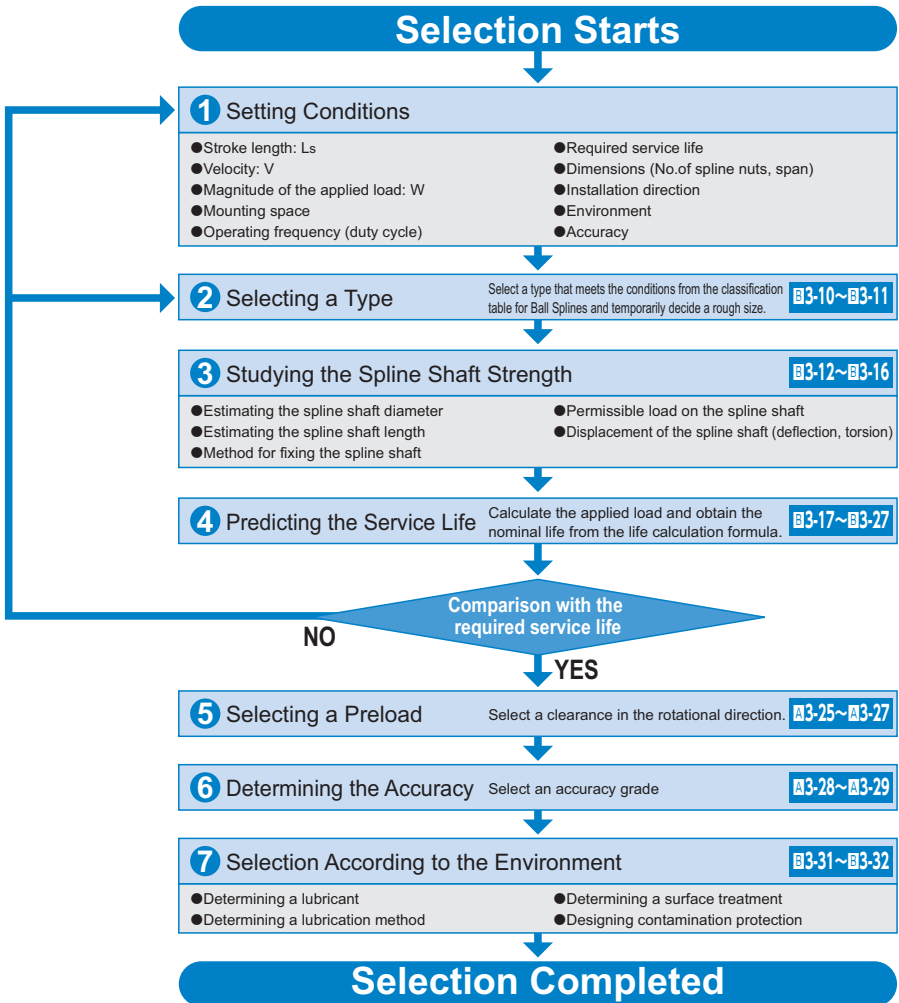 Selection Starts
1 Setting Conditions
●Stroke length: Ls
●Velocity: V
●Magnitude of the applied load: W
●Mounting space
●Operating frequency (duty cycle)
●Required service life
●Dimensions (No.of spline nuts, span)
●Installation direction
●Environment
●Accuracy
2 Selecting a Type
Select a type that meets the conditions from the classification
table for Ball Splines and temporarily decide a rough size.
B3-10~B3-11
3 Studying the Spline Shaft Strength
B3-12~B3-16
●Estimating the spline shaft diameter
●Estimating the spline shaft length
●Method for fixing the spline shaft
●Permissible load on the spline shaft
●Displacement of the spline shaft (deflection, torsion)
4 Predicting the Service Life
Calculate the applied load and obtain the
nominal life from the life calculation formula.
B3-17~B3-27
Comparison with the
required service life
NO
YES
5 Selecting a Preload
Select a clearance in the rotational direction.
A3-25~A3-27
6 Determining the Accuracy
Select an accuracy grade
A3-28~A3-29
7 Selection According to the Environment
B3-31~B3-32
●Determining a lubricant
●Determining a lubrication method
●Determining a surface treatment
●Designing contamination protection
Selection Completed